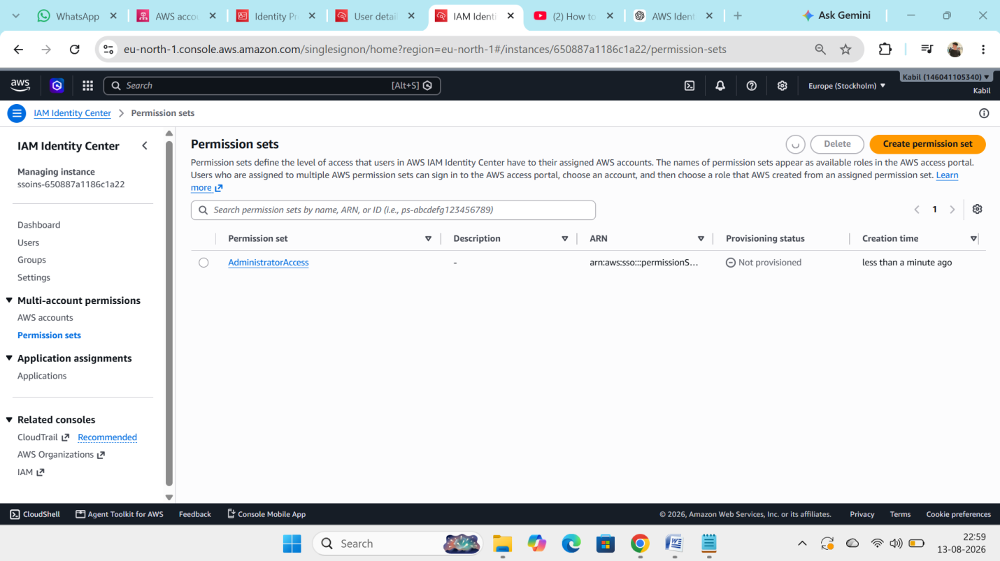 WhatsApp
AWS accou
Identity Pr
User detail
IAM Identi
(2) How to
AWS Ident
Ask Gemini
eu-north-1.console.aws.amazon.com/singlesignon/home?region=eu-north-1#/instances/650887a1186c1a22/permission-sets
aws
Search
[Alt+S]
Europe (Stockholm)
Kabil (146041105340)
Kabil
IAM Identity Center
Permission sets
IAM Identity Center
Managing instance
ssoins-650887a1186c1a22
Dashboard
Users
Groups
Settings
Multi-account permissions
AWS accounts
Permission sets
Application assignments
Applications
Related consoles
CloudTrail Recommended
AWS Organizations
IAM
Permission sets
Delete
Create permission set
Permission sets define the level of access that users in AWS IAM Identity Center have to their assigned AWS accounts. The names of permission sets appear as available roles in the AWS access portal.
Users who are assigned to multiple AWS permission sets can sign in to the AWS access portal, choose an account, and then choose a role that AWS created from an assigned permission set. Learn
more
Search permission sets by name, ARN, or ID (i.e., ps-abcdefg123456789)
1
Permission set Description ARN Provisioning status Creation time
AdministratorAccess - arn:aws:sso:::permissionS... Not provisioned less than a minute ago
CloudShell Agent Toolkit for AWS Feedback Console Mobile App © 2026, Amazon Web Services, Inc. or its affiliates. Privacy Terms Cookie preferences
Search
22:59
13-08-2026